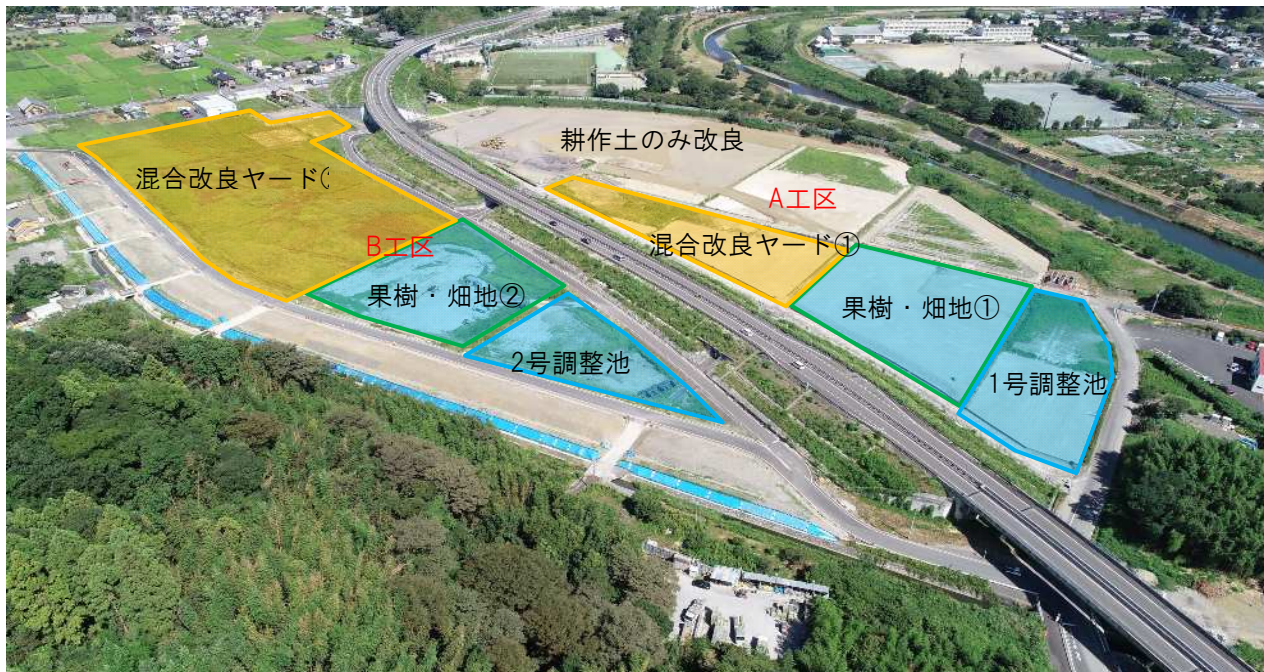 耕作土のみ改良
混合改良ヤード
A工区
B工区
混合改良ヤード①
果樹・畑地②
果樹・畑地①
2号調整池
1号調整池